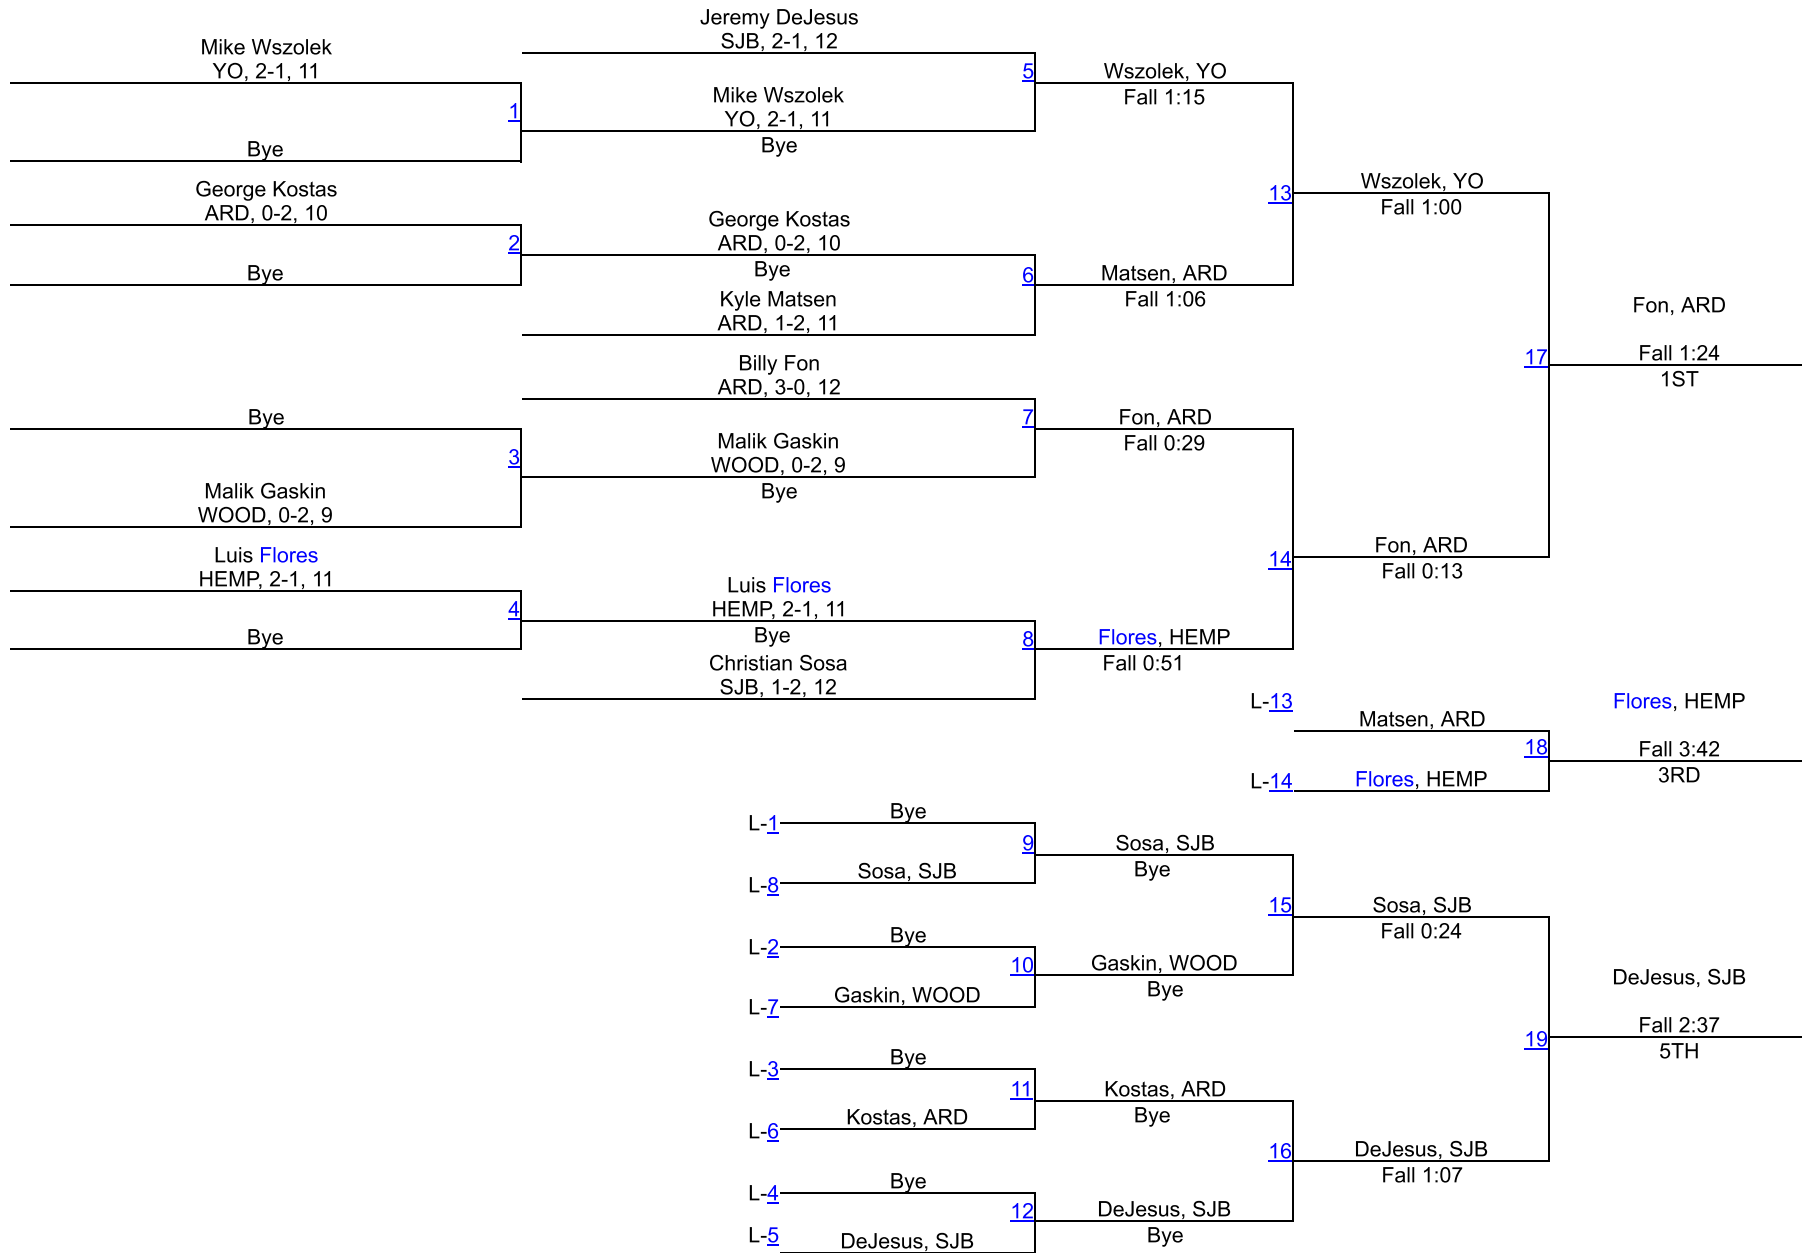 Mike Wszolek
YO, 2-1, 11
1
Bye
George Kostas
ARD, 0-2, 10
2
Bye
Bye
3
Malik Gaskin
WOOD, 0-2, 9
Luis Flores
HEMP, 2-1, 11
4
Bye
Jeremy DeJesus
SJB, 2-1, 12
5
Mike Wszolek
YO, 2-1, 11
Bye
George Kostas
ARD, 0-2, 10
Bye
6
Kyle Matsen
ARD, 1-2, 11
Billy Fon
ARD, 3-0, 12
7
Malik Gaskin
WOOD, 0-2, 9
Bye
Luis Flores
HEMP, 2-1, 11
Bye
8
Christian Sosa
SJB, 1-2, 12
Wszolek, YO
Fall 1:15
13
Matsen, ARD
Fall 1:06
Fon, ARD
Fall 0:29
14
Flores, HEMP
Fall 0:51
Wszolek, YO
Fall 1:00
17
Fon, ARD
Fall 0:13
Fon, ARD
Fall 1:24
1ST
L-13
Matsen, ARD
18
L-14
Flores, HEMP
Flores, HEMP
Fall 3:42
3RD
L-1
Bye
9
L-8
Sosa, SJB
L-2
Bye
10
L-7
Gaskin, WOOD
L-3
Bye
11
L-6
Kostas, ARD
L-4
Bye
12
L-5
DeJesus, SJB
Sosa, SJB
Bye
15
Gaskin, WOOD
Bye
Kostas, ARD
Bye
16
DeJesus, SJB
Bye
Sosa, SJB
Fall 0:24
19
DeJesus, SJB
Fall 1:07
DeJesus, SJB
Fall 2:37
5TH